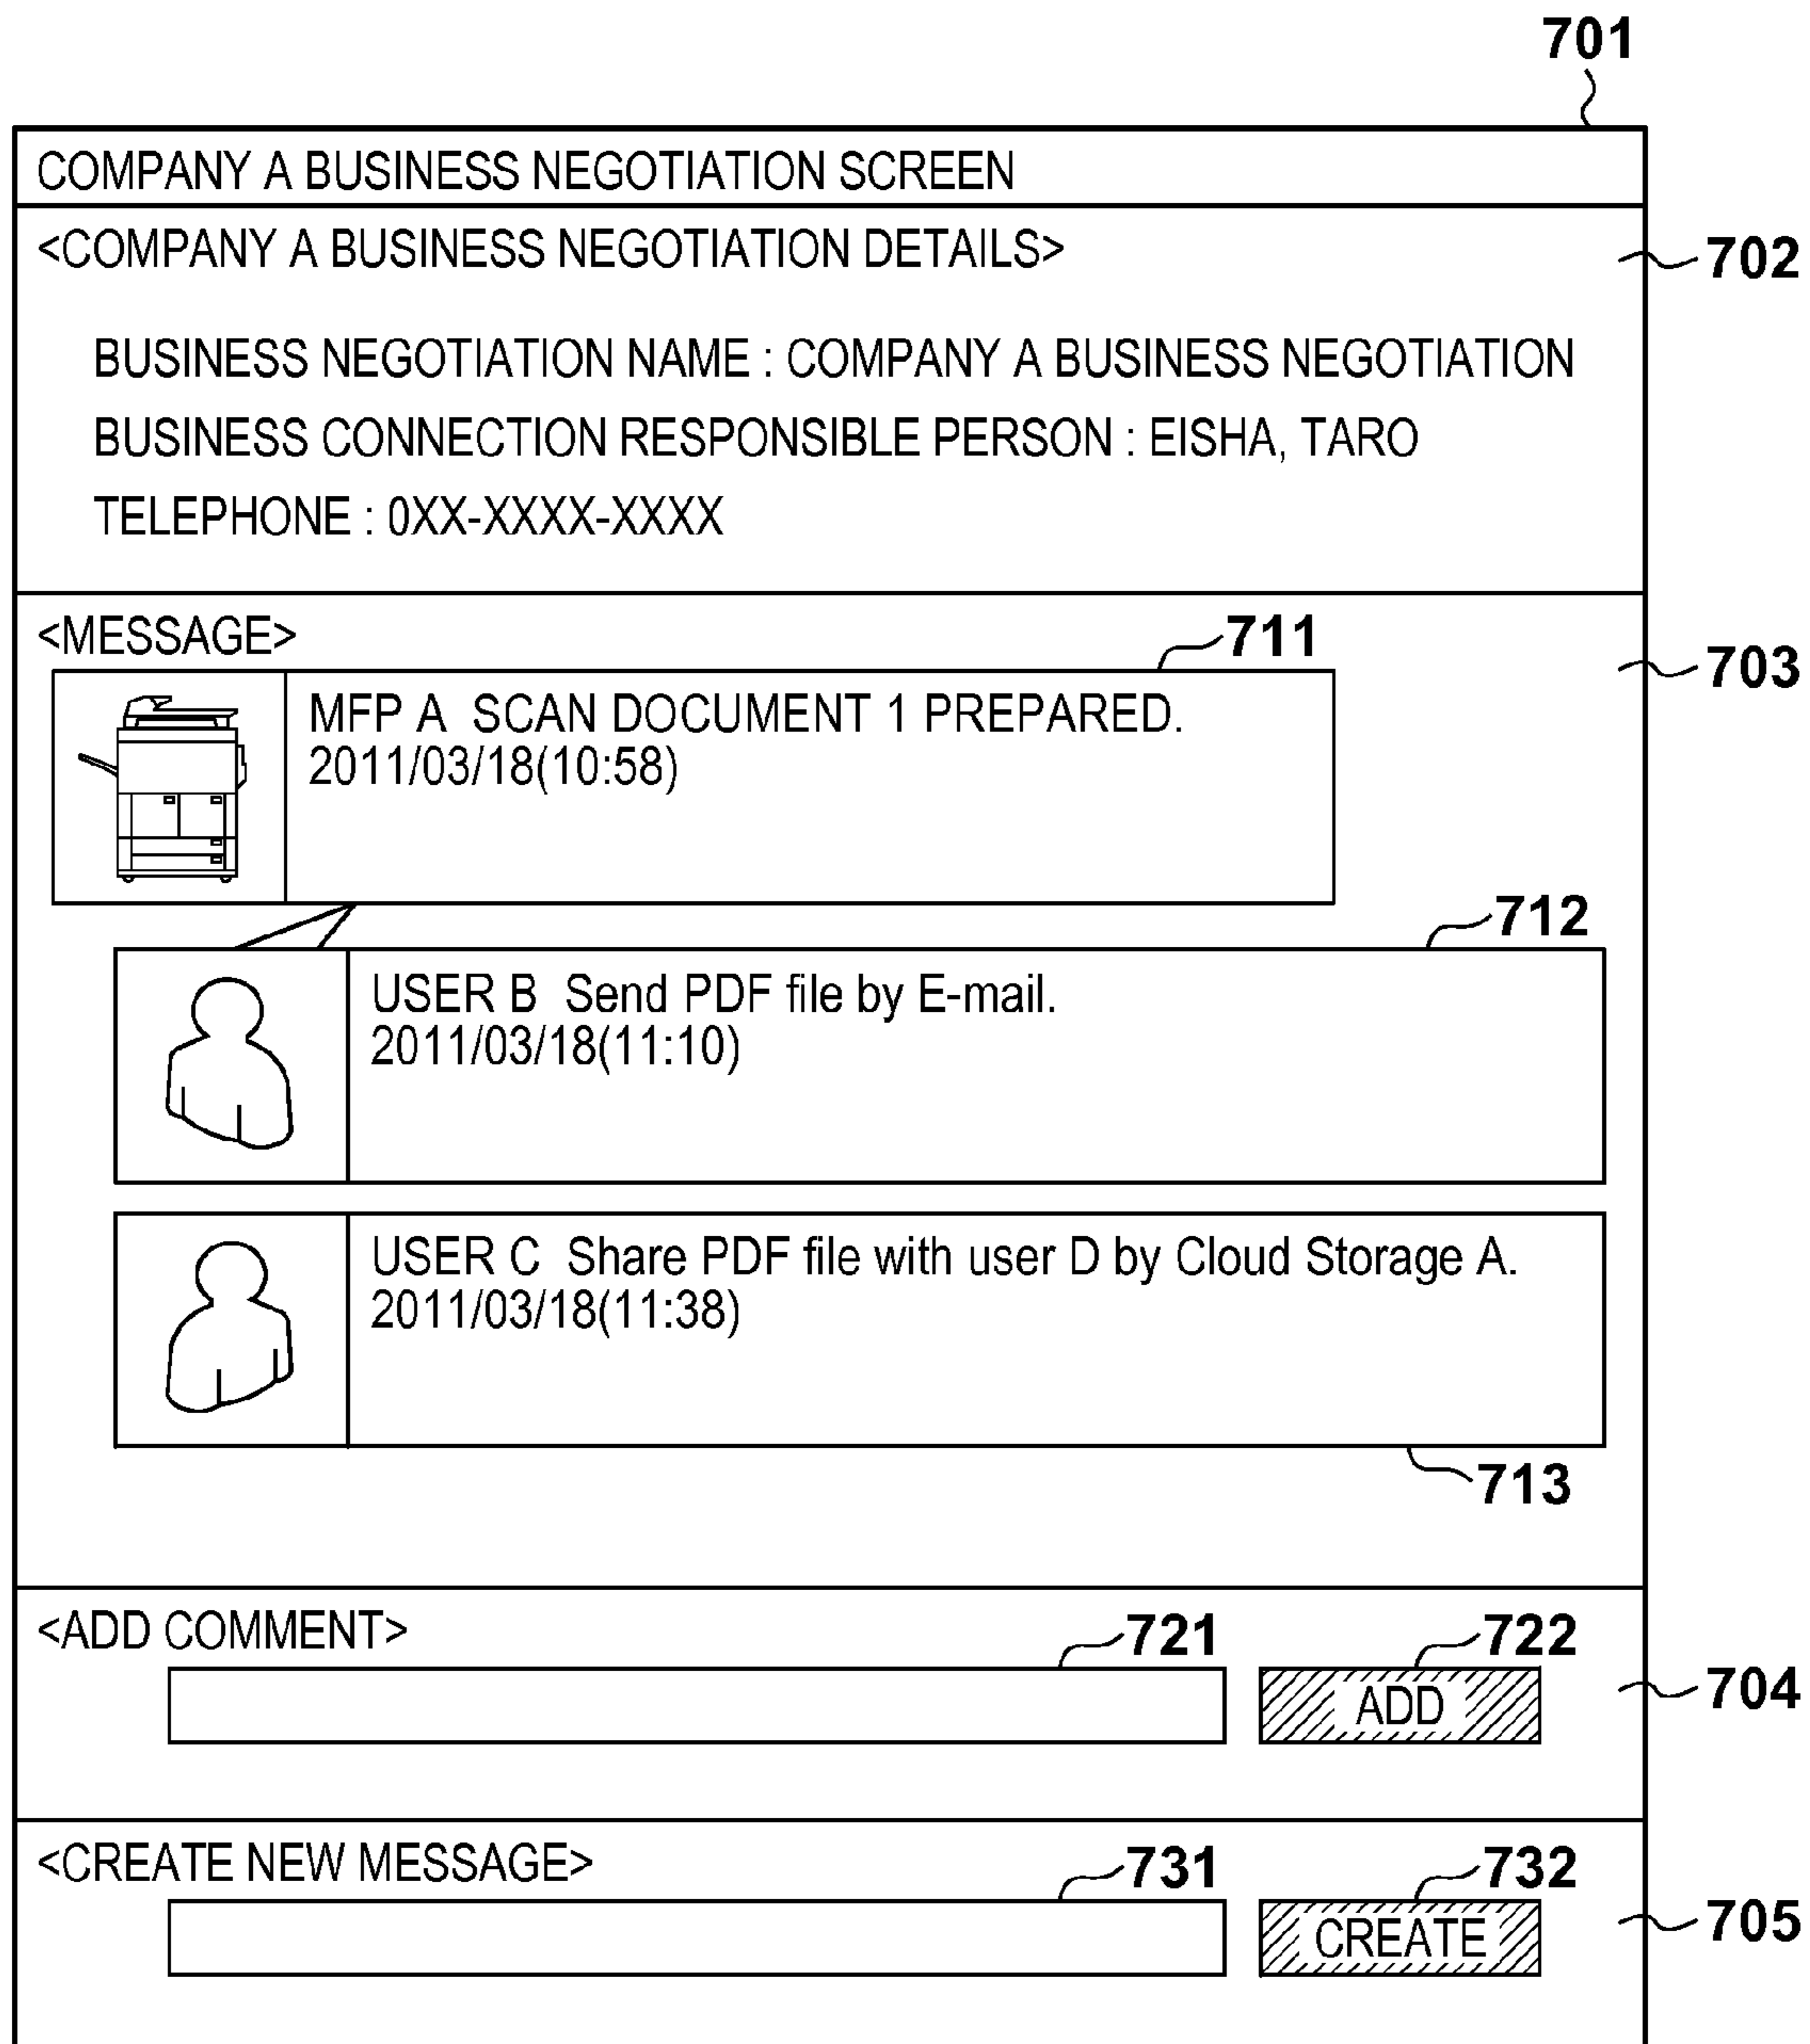 701
COMPANY A BUSINESS NEGOTIATION SCREEN
<COMPANY A BUSINESS NEGOTIATION DETAILS>
702
BUSINESS NEGOTIATION NAME : COMPANY A BUSINESS NEGOTIATION
BUSINESS CONNECTION RESPONSIBLE PERSON : EISHA, TARO
TELEPHONE : 0XX-XXXX-XXXX
<MESSAGE>
711
703
MFP A SCAN DOCUMENT 1 PREPARED.
2011/03/18(10:58)
712
USER B Send PDF file by E-mail.
2011/03/18(11:10)
USER C Share PDF file with user D by Cloud Storage A.
2011/03/18(11:38)
713
<ADD COMMENT>
721
722
ADD
704
<CREATE NEW MESSAGE>
731
732
CREATE
705